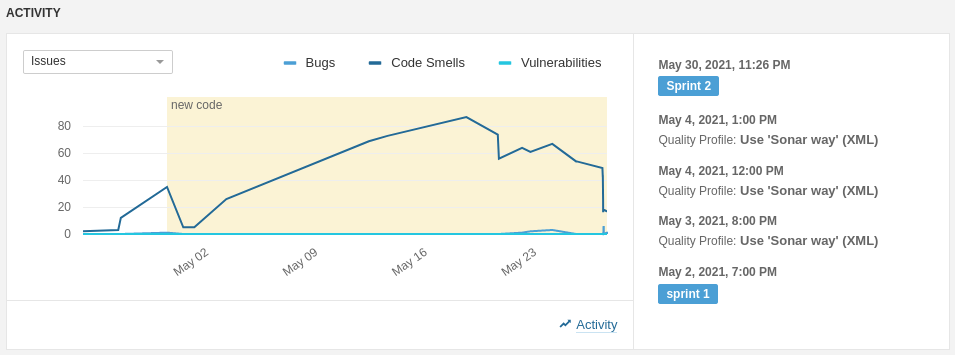 ACTIVITY
Issues
Bugs
Code Smells
Vulnerabilities
new code
80
60
40
20
0
May 02
May 09
May 16
May 23
Activity
May 30, 2021, 11:26 PM
Sprint 2
May 4, 2021, 1:00 PM
Quality Profile: Use 'Sonar way' (XML)
May 4, 2021, 12:00 PM
Quality Profile: Use 'Sonar way' (XML)
May 3, 2021, 8:00 PM
Quality Profile: Use 'Sonar way' (XML)
May 2, 2021, 7:00 PM
sprint 1